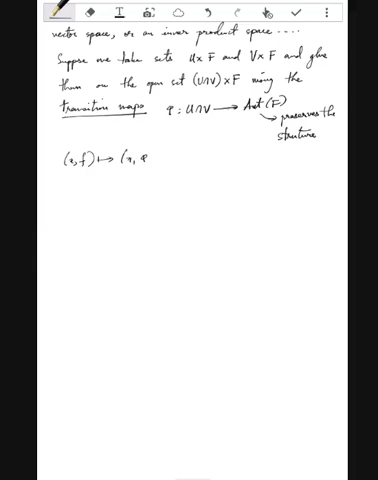 vector space, or an inner product space ....
Suppose we take sets U x F and V x F and glue
them on the open set (U∩V) x F using the
transition maps φ : U∩V → Aut (F)
↳ preserves the
structure
(x, f) ↦ (x, φ